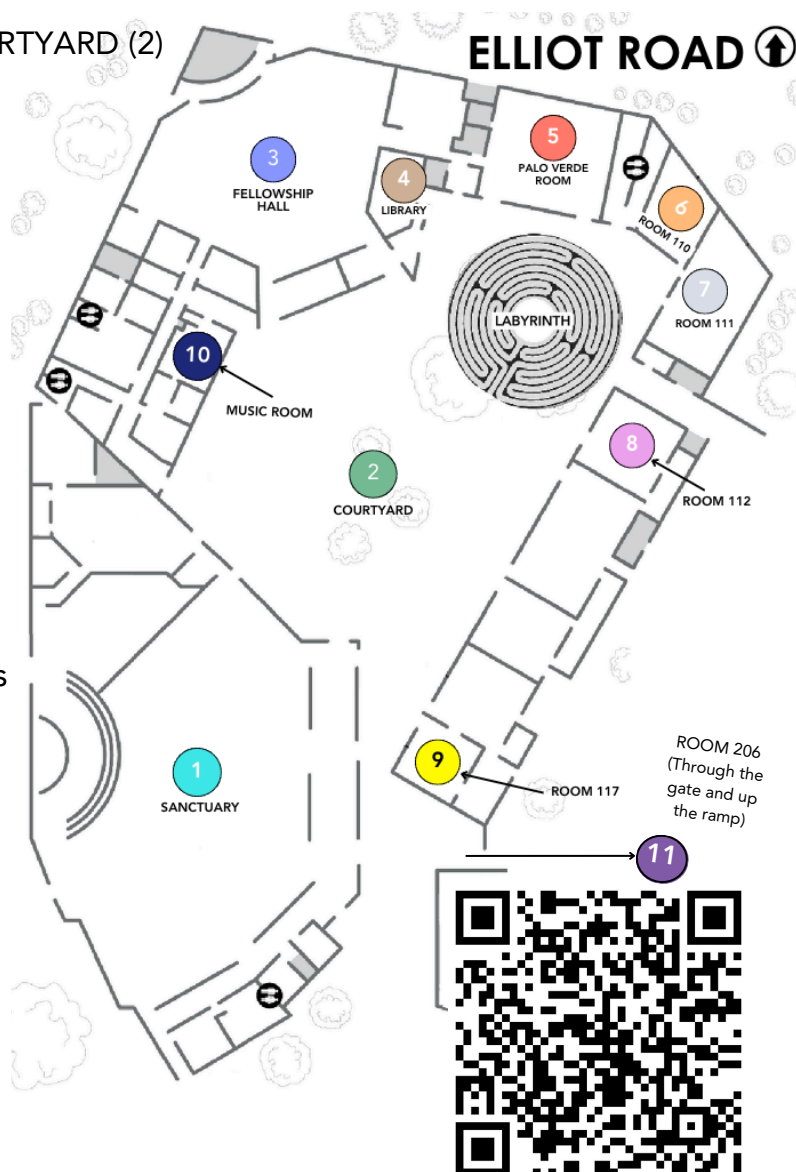 RTYARD (2)
ELLIOT ROAD
5
PALO VERDE
ROOM
3
FELLOWSHIP
HALL
4
LIBRARY
6
ROOM 110
7
ROOM 111
LABYRINTH
10
MUSIC ROOM
8
ROOM 112
2
COURTYARD
s
1
SANCTUARY
9
ROOM 117
ROOM 206
(Through the
gate and up
the ramp)
11